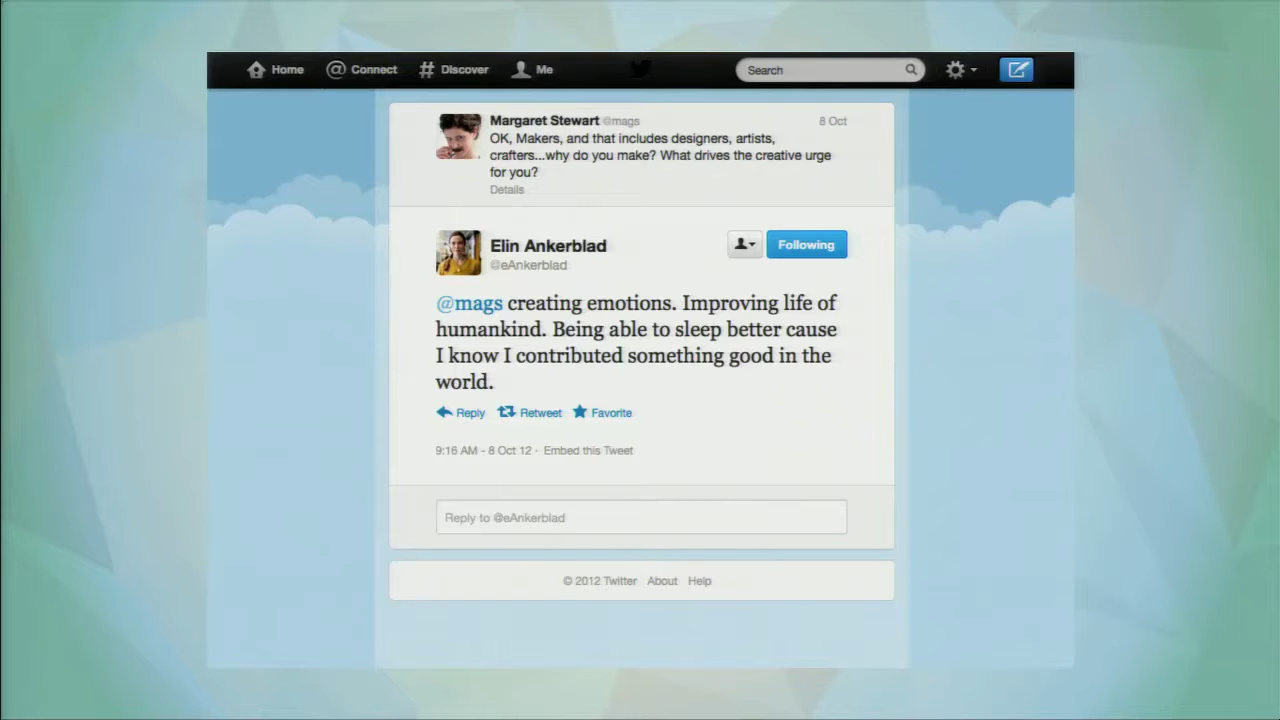 Home @ Connect # Discover Me Search
Margaret Stewart @mags 8 Oct
OK, Makers, and that includes designers, artists,
crafters...why do you make? What drives the creative urge
for you?
Details
Elin Ankerblad Following
@eAnkerblad
@mags creating emotions. Improving life of
humankind. Being able to sleep better cause
I know I contributed something good in the
world.
Reply Retweet Favorite
9:16 AM - 8 Oct 12 · Embed this Tweet
Reply to @eAnkerblad
© 2012 Twitter About Help